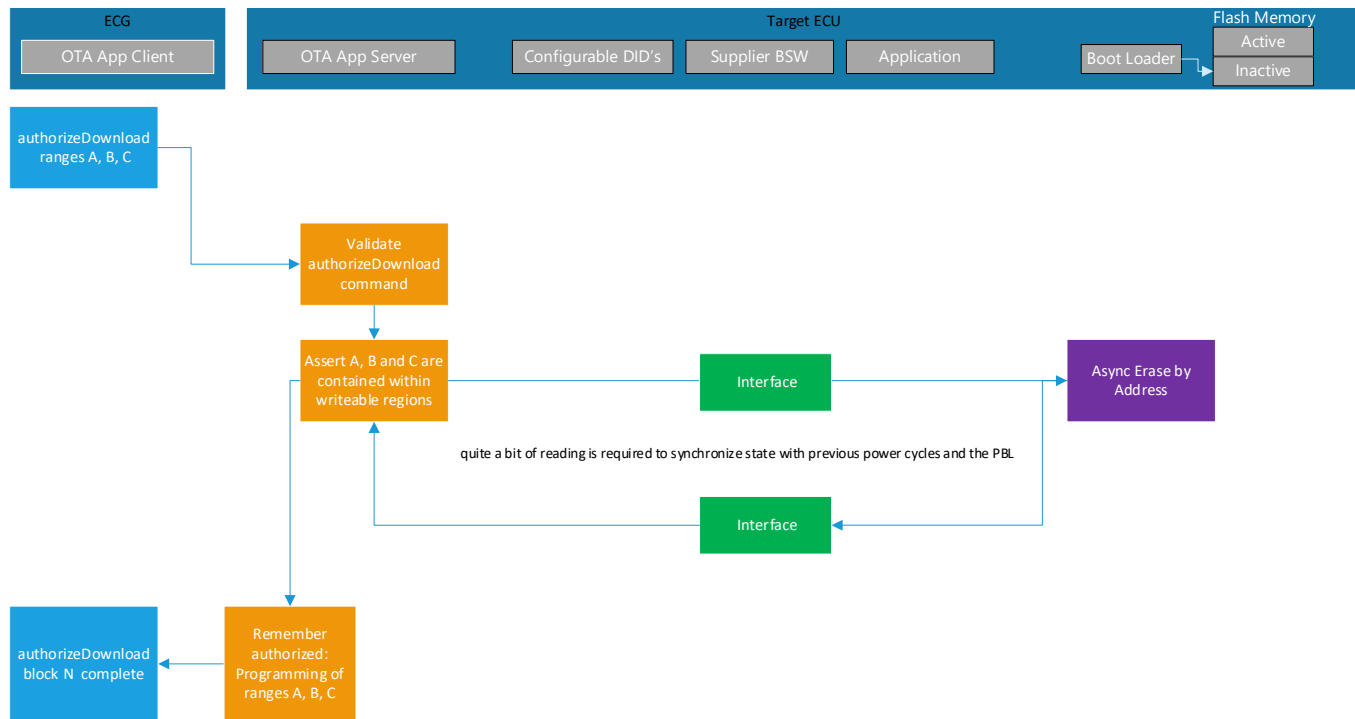 ECG
Target ECU
Flash Memory
OTA App Client
OTA App Server
Configurable DID's
Supplier BSW
Application
Boot Loader
Active
Inactive
authorizeDownload
ranges A, B, C
Validate
authorizeDownload
command
Assert A, B and C are
contained within
writeable regions
Interface
Async Erase by
Address
quite a bit of reading is required to synchronize state with previous power cycles and the PBL
Interface
authorizeDownload
block N complete
Remember
authorized:
Programming of
ranges A, B, C